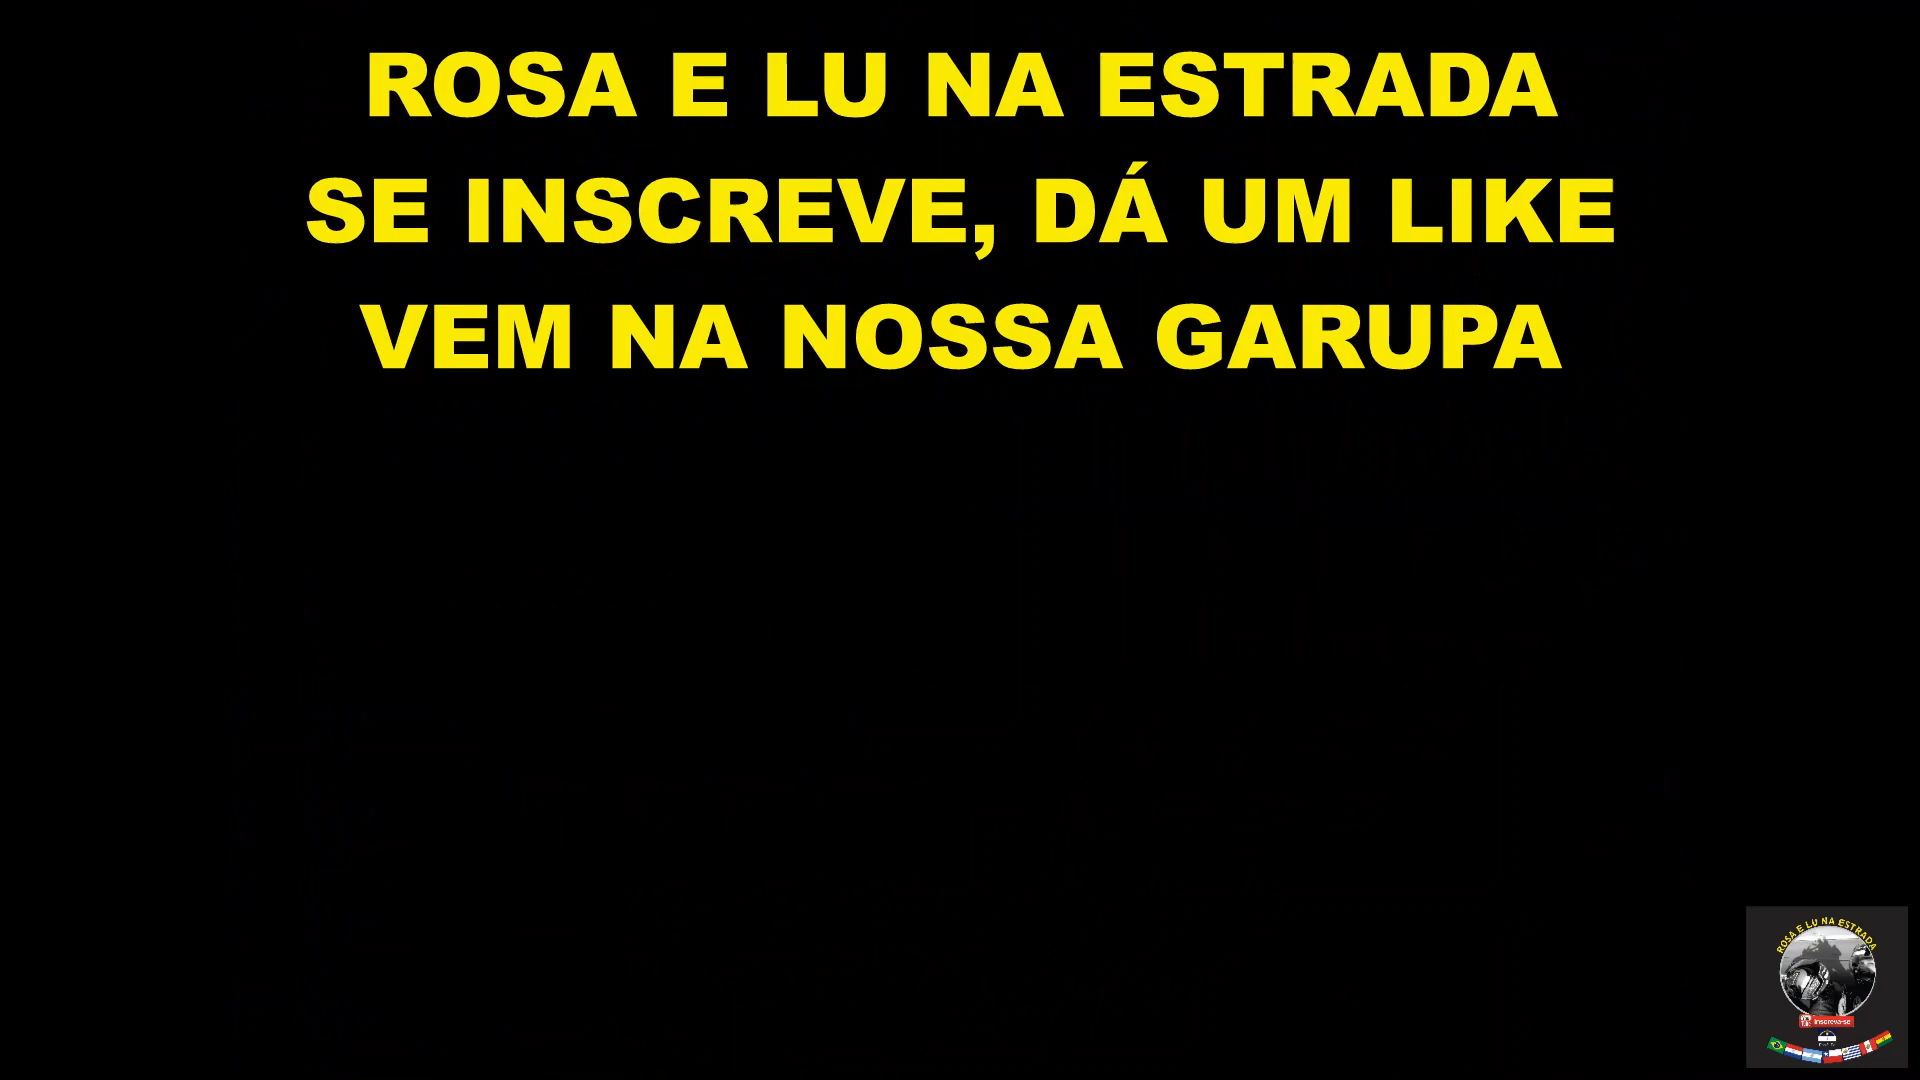 ROSA E LU NA ESTRADA
SE INSCREVE, DÁ UM LIKE
VEM NA NOSSA GARUPA
ROSA E LU NA ESTRADA
Inscreva-se